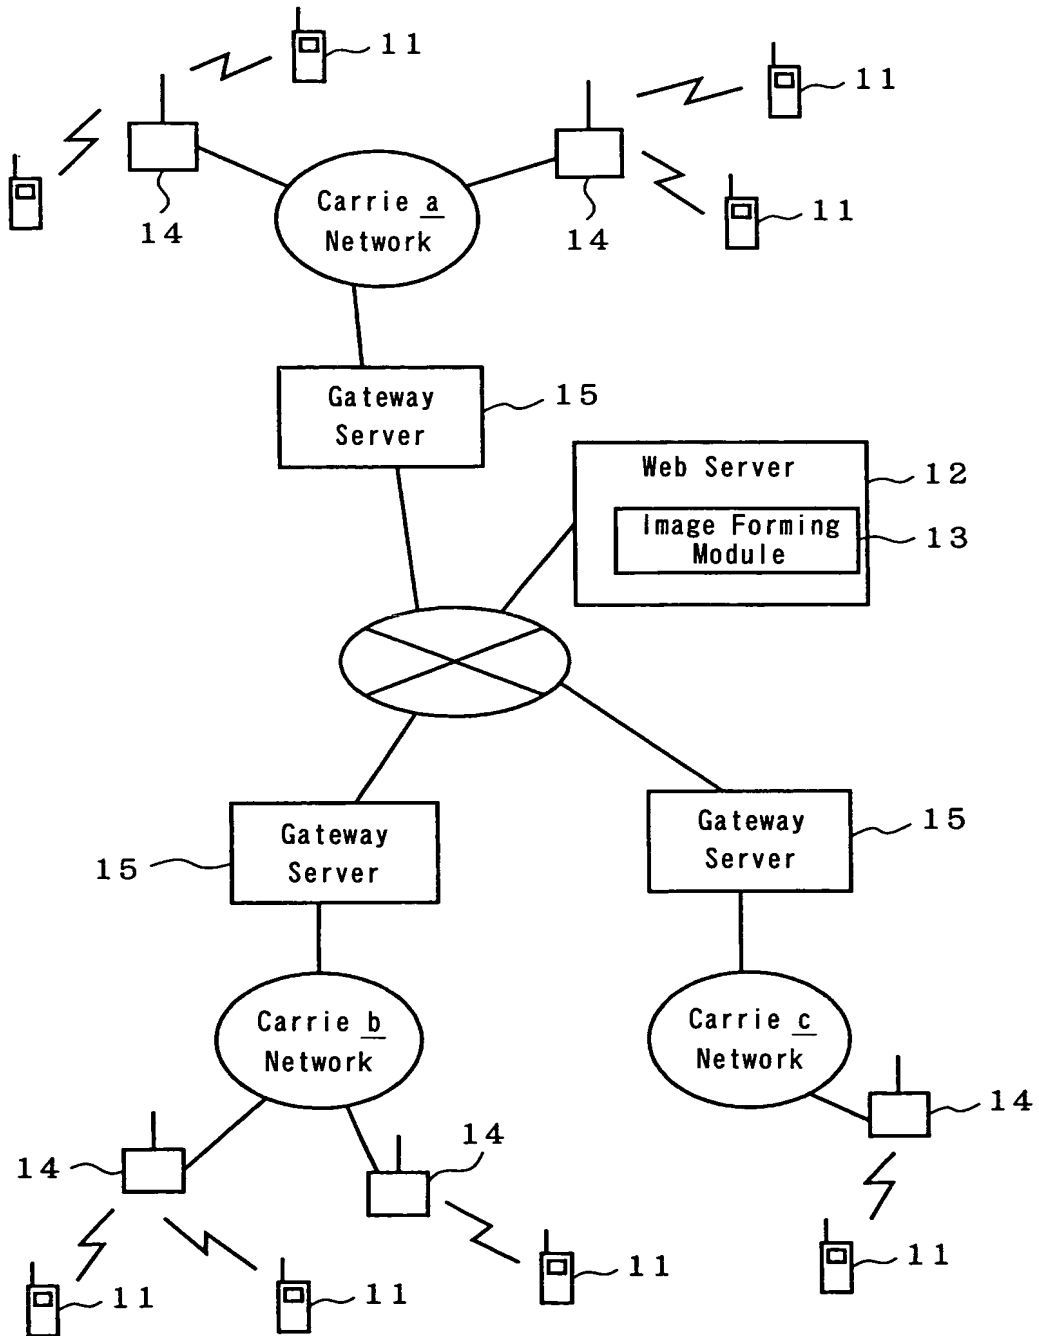 11
11
14
Carrie a
Network
14
11
Gateway
Server
15
Web Server
12
Image Forming
Module
13
Gateway
Server
15
Gateway
Server
15
Carrie b
Network
Carrie c
Network
14
14
14
11
11
11
11